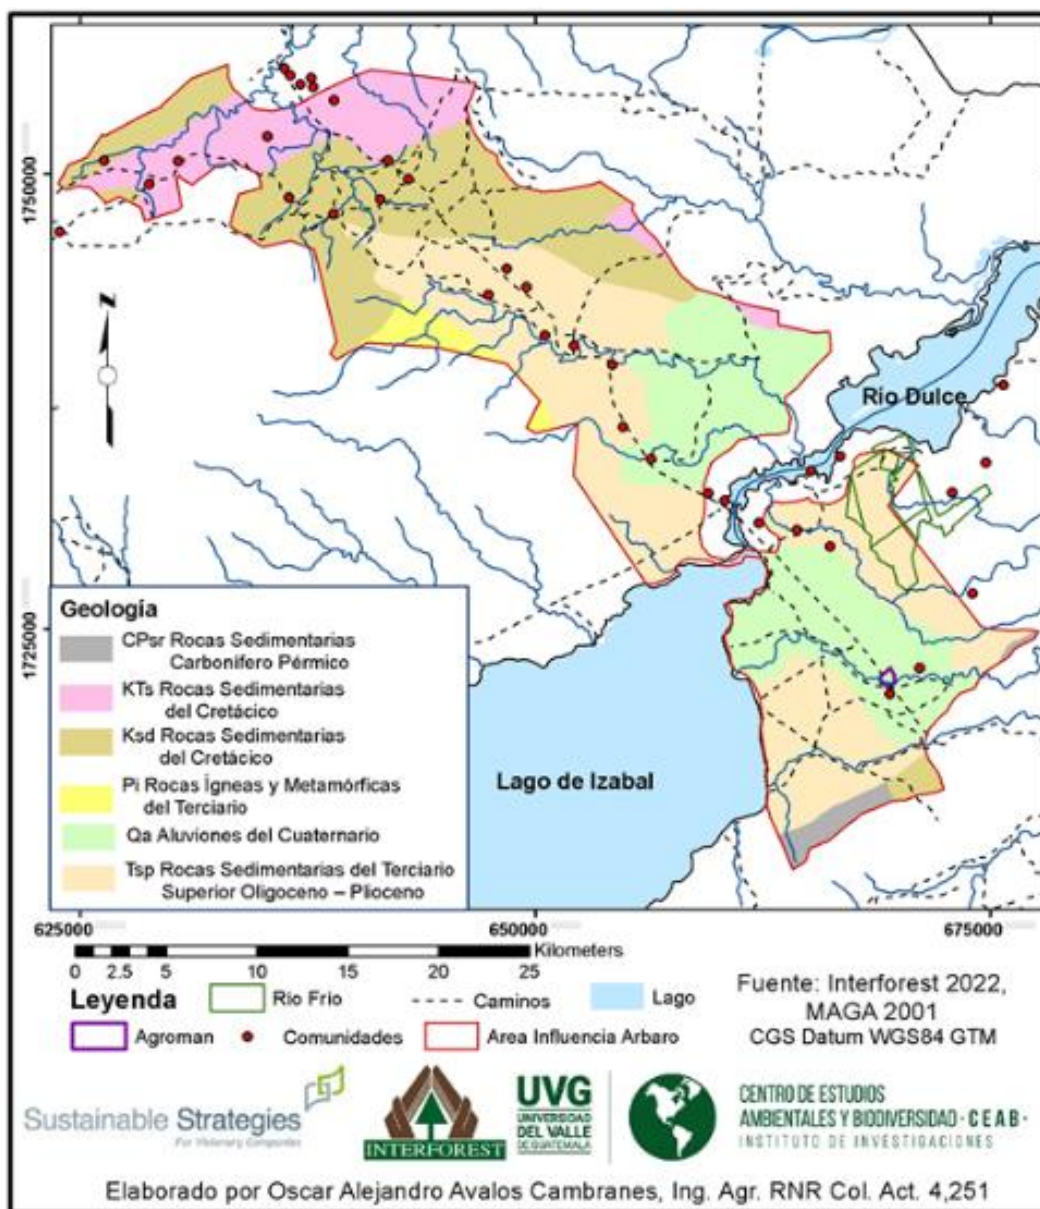 1750000
1725000
N
Río Dulce
Lago de Izabal
Geología
CPsr Rocas Sedimentarias
Carbonífero Pérmico
KTs Rocas Sedimentarias
del Cretácico
Ksd Rocas Sedimentarias
del Cretácico
Pi Rocas Ígneas y Metamórficas
del Terciario
Qa Aluviones del Cuaternario
Tsp Rocas Sedimentarias del Terciario
Superior Oligoceno – Plioceno
625000 650000 675000
Kilometers
0 2.5 5 10 15 20 25
Leyenda
Río Frío
Caminos
Lago
Agroman
Comunidades
Area Influencia Arbaro
Fuente: Interforest 2022,
MAGA 2001
CGS Datum WGS84 GTM
Sustainable Strategies
For Visionary Companies
INTERFOREST
UVG
UNIVERSIDAD
DEL VALLE
DE GUATEMALA
CENTRO DE ESTUDIOS
AMBIENTALES Y BIODIVERSIDAD · CEAB ·
INSTITUTO DE INVESTIGACIONES
Elaborado por Oscar Alejandro Avalos Cambranes, Ing. Agr. RNR Col. Act. 4,251